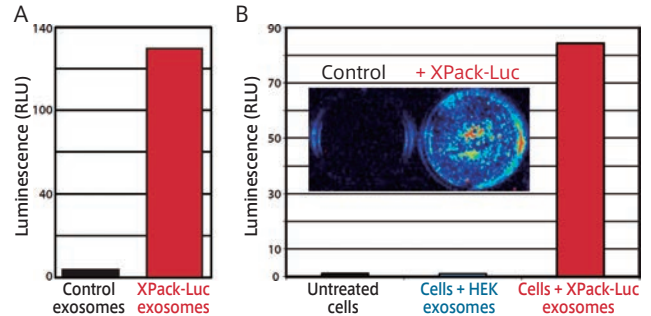 A
Luminescence (RLU)
140
100
40
0
Control
exosomes
XPack-Luc
exosomes
B
Luminescence (RLU)
90
70
50
30
10
0
Control + XPack-Luc
Untreated
cells
Cells + HEK
exosomes
Cells + XPack-Luc
exosomes